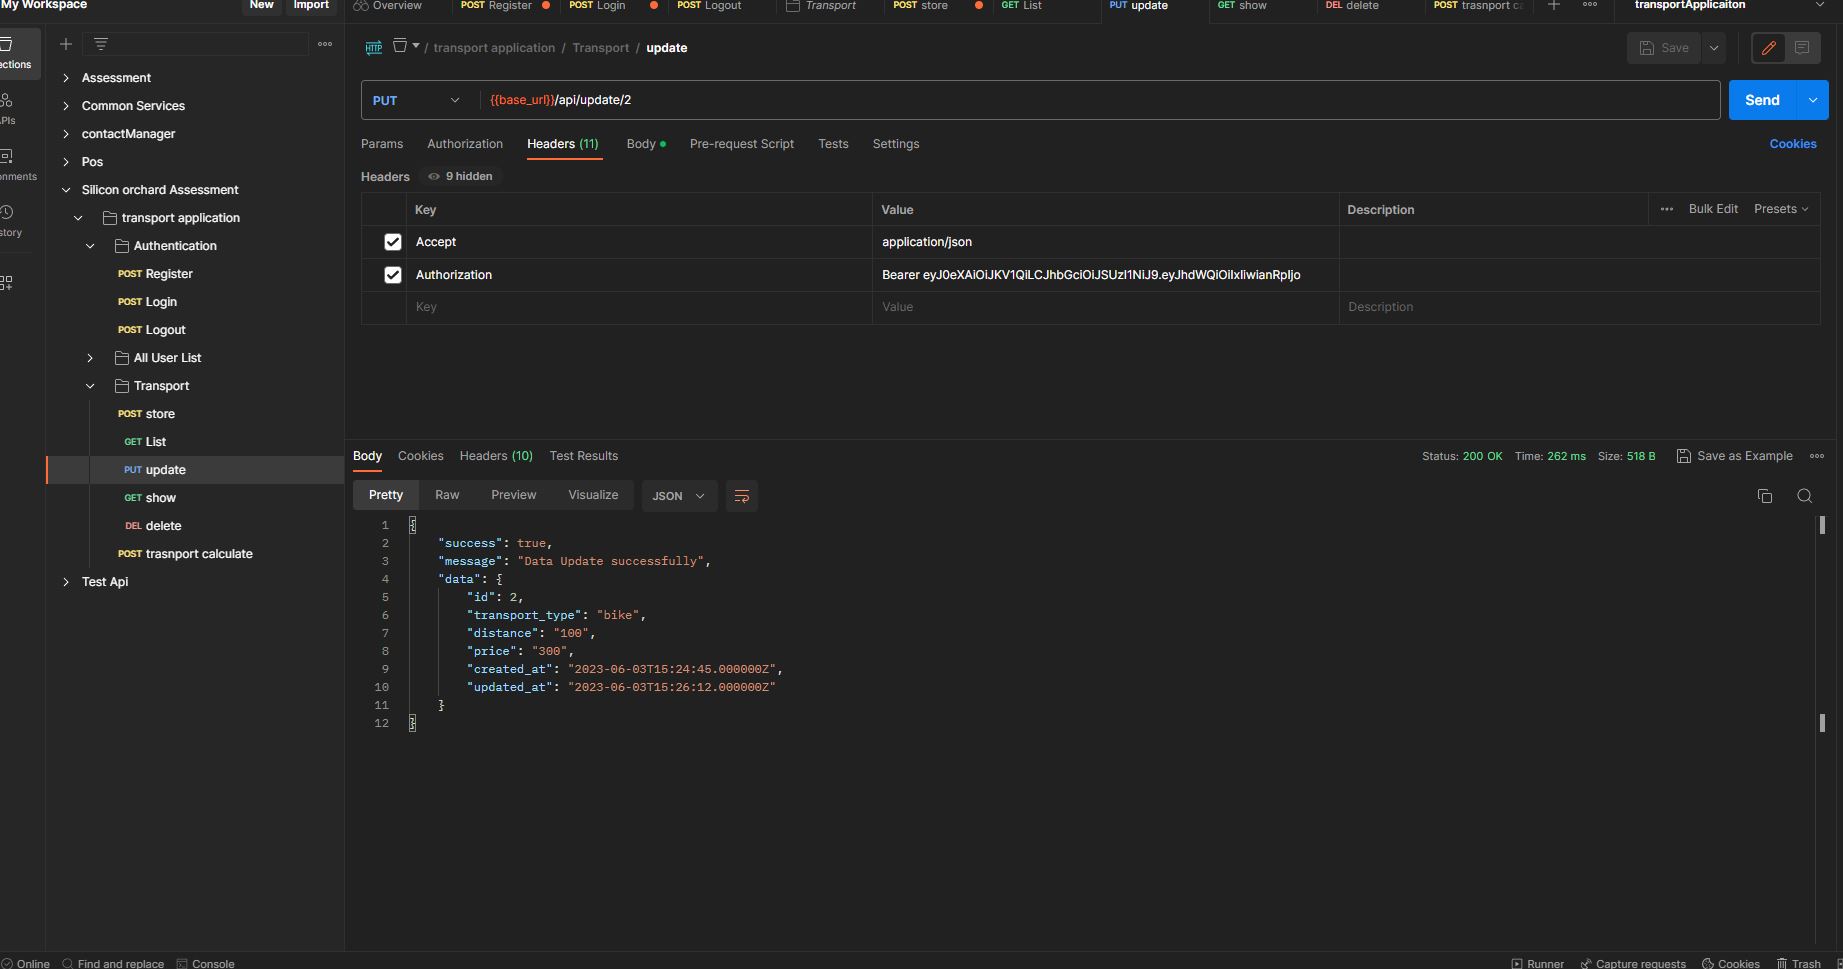 My Workspace
New
Import
Overview
POST Register
POST Login
POST Logout
Transport
POST store
GET List
PUT update
GET show
DEL delete
POST trasnport ca
transportApplicaiton
HTTP / transport application / Transport / update
Save
PUT
{{base_url}}/api/update/2
Send
Params
Authorization
Headers (11)
Body
Pre-request Script
Tests
Settings
Cookies
Headers
9 hidden
Key
Value
Description
Bulk Edit
Presets
Accept
application/json
Authorization
Bearer
Key
Value
Description
ections
PIs
onments
story
Assessment
Common Services
contactManager
Pos
Silicon orchard Assessment
transport application
Authentication
POST Register
POST Login
POST Logout
All User List
Transport
POST store
GET List
PUT update
GET show
DEL delete
POST trasnport calculate
Test Api
Body
Cookies
Headers (10)
Test Results
Status: 200 OK
Time: 262 ms
Size: 518 B
Save as Example
Pretty
Raw
Preview
Visualize
JSON
1 {
2 "success": true,
3 "message": "Data Update successfully",
4 "data": {
5 "id": 2,
6 "transport_type": "bike",
7 "distance": "100",
8 "price": "300",
9 "created_at": "2023-06-03T15:24:45.000000Z",
10 "updated_at": "2023-06-03T15:26:12.000000Z"
11 }
12 }
Online
Find and replace
Console
Runner
Capture requests
Cookies
Trash